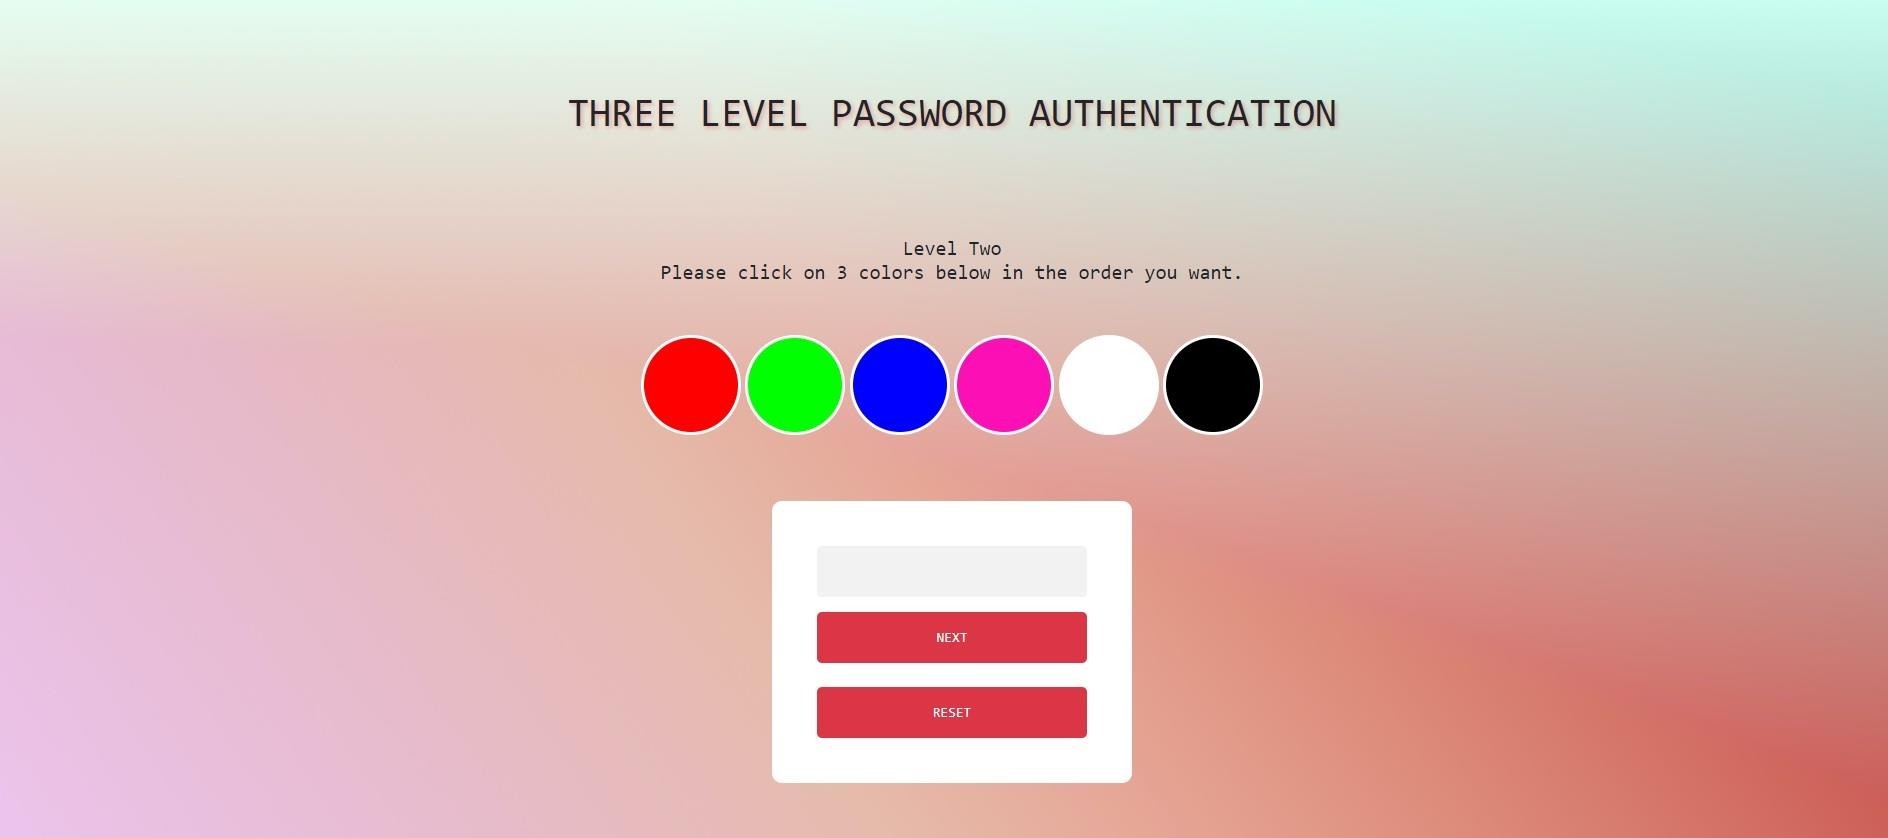 THREE LEVEL PASSWORD AUTHENTICATION
Level Two
Please click on 3 colors below in the order you want.
NEXT
RESET